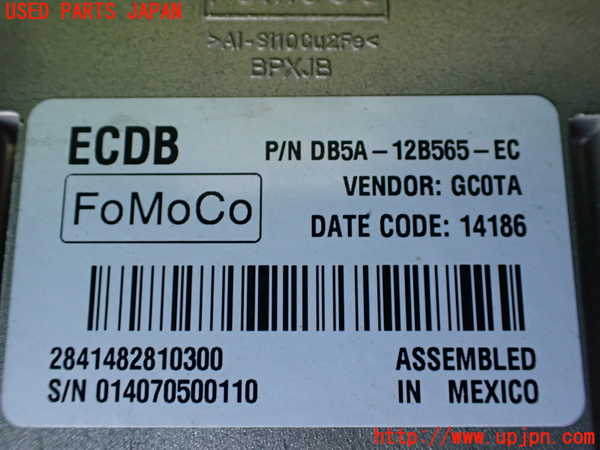 USED PARTS JAPAN
>Al-Si10Cu2Fe<
BPXJB
ECDB
P/N DB5A-12B565-EC
FoMoCo
VENDOR: GC0TA
DATE CODE: 14186
2841482810300
ASSEMBLED
S/N 014070500110
IN MEXICO
http://www.upjpn.com/